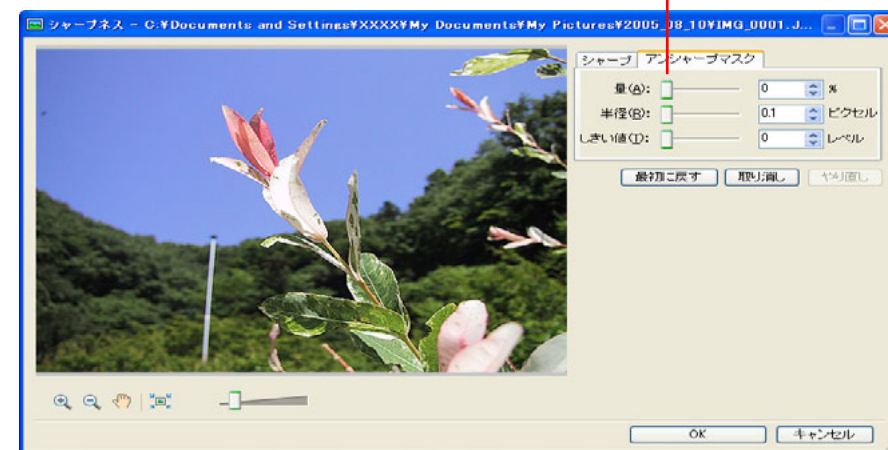 シャープネス - C:¥Documents and Settings¥XXXX¥My Documents¥My Pictures¥2005_08_10¥IMG_0001.J...
シャープ アンシャープマスク
量(A): 0 %
半径(R): 0.1 ピクセル
しきい値(T): 0 レベル
最初に戻す 取り消し やり直し
OK キャンセル